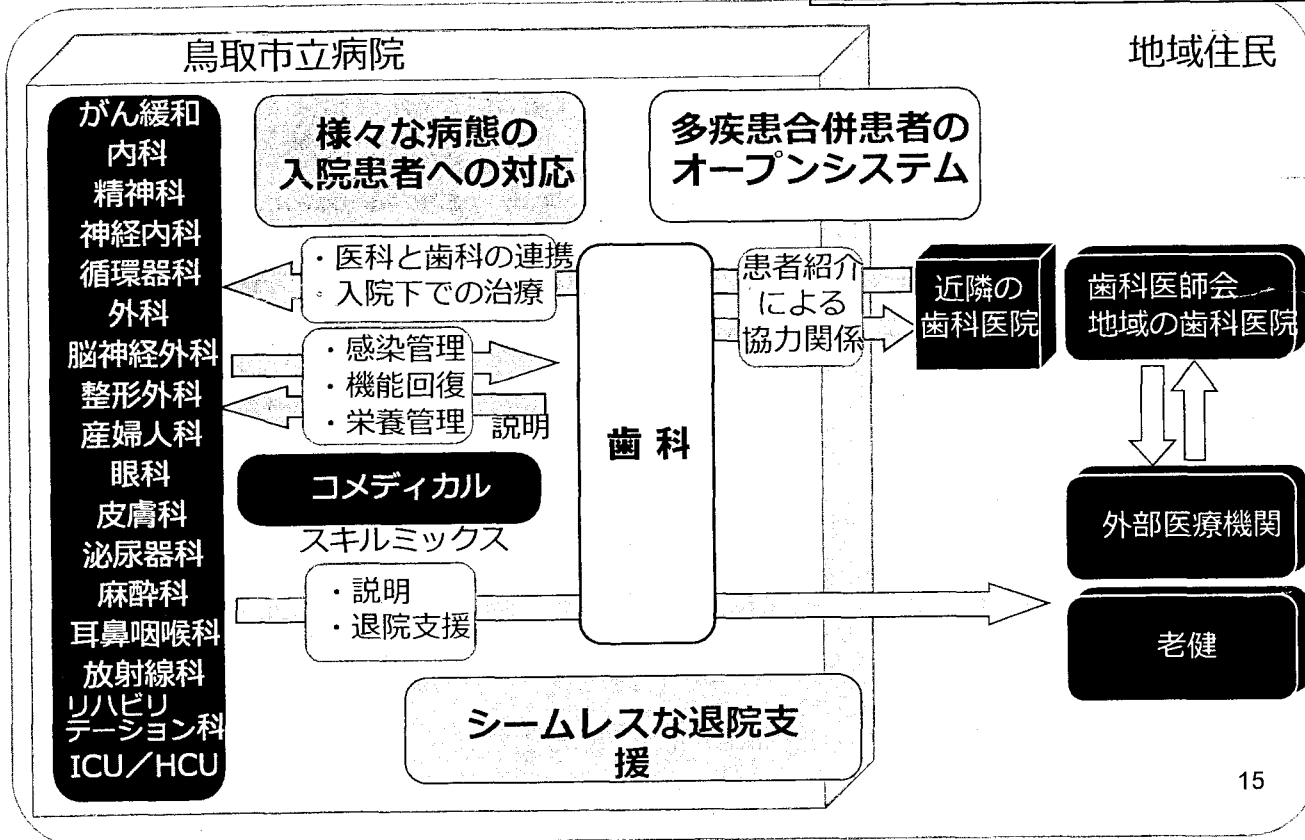 鳥取市立病院
地域住民
がん緩和
内科
精神科
神経内科
循環器科
外科
脳神経外科
整形外科
産婦人科
眼科
皮膚科
泌尿器科
麻酔科
耳鼻咽喉科
放射線科
リハビリ
テーション科
ICU/HCU
様々な病態の
入院患者への対応
多疾患合併患者の
オープンシステム
・医科と歯科の連携
・入院下での治療
・感染管理
・機能回復
・栄養管理
説明
コメディカル
スキルミックス
・説明
・退院支援
歯科
患者紹介
による
協力関係
近隣の
歯科医院
歯科医師会
地域の歯科医院
外部医療機関
老健
シームレスな退院支
援
15